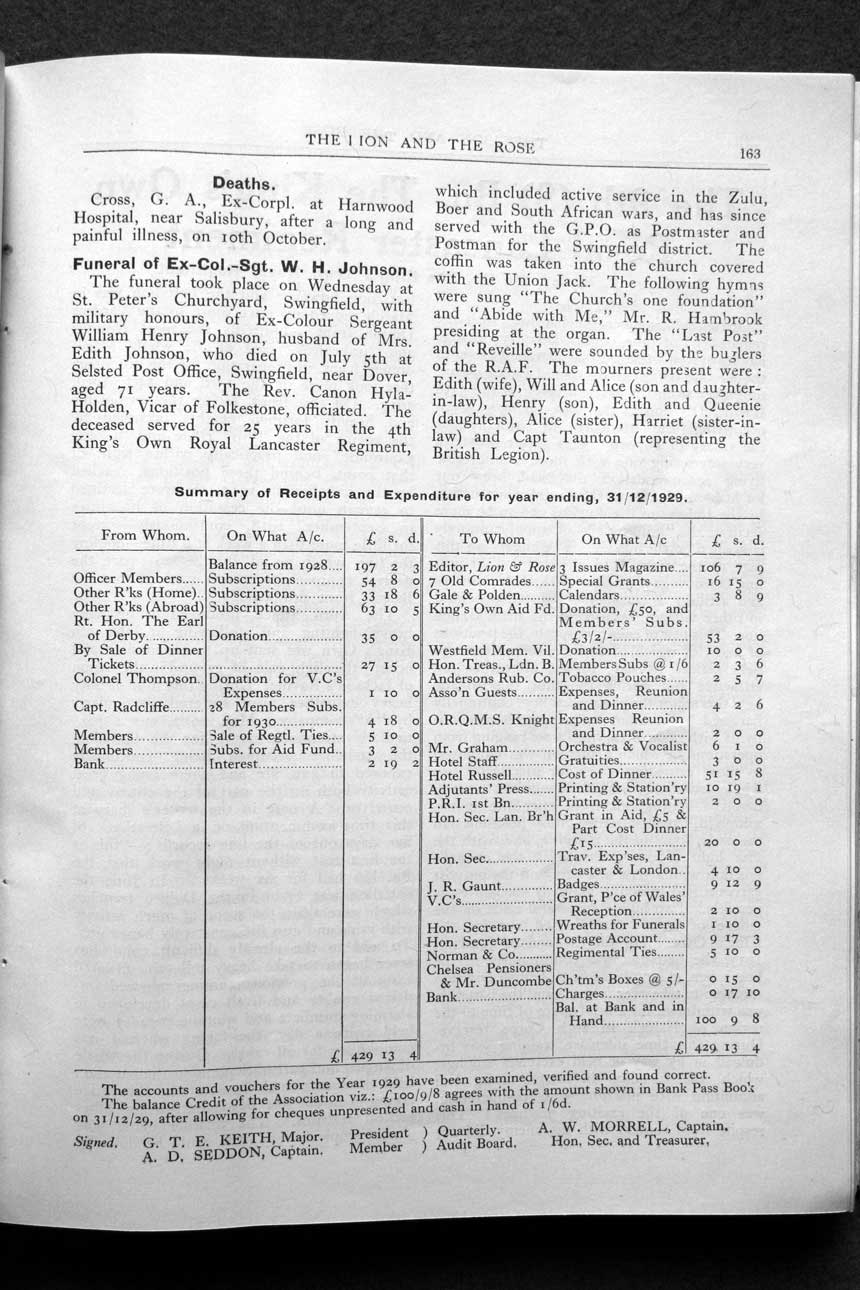 THE LION AND THE ROSE
163
Deaths.
Cross, G. A., Ex-Corpl. at Harnwood
Hospital, near Salisbury, after a long and
painful illness, on 10th October.
Funeral of Ex-Col.-Sgt. W. H. Johnson.
The funeral took place on Wednesday at
St. Peter's Churchyard, Swingfield, with
military honours, of Ex-Colour Sergeant
William Henry Johnson, husband of Mrs.
Edith Johnson, who died on July 5th at
Selsted Post Office, Swingfield, near Dover,
aged 71 years. The Rev. Canon Hyla-
Holden, Vicar of Folkestone, officiated. The
deceased served for 25 years in the 4th
King's Own Royal Lancaster Regiment,
which included active service in the Zulu,
Boer and South African wars, and has since
served with the G.P.O. as Postmaster and
Postman for the Swingfield district. The
coffin was taken into the church covered
with the Union Jack. The following hymns
were sung "The Church's one foundation"
and "Abide with Me," Mr. R. Hambrook
presiding at the organ. The "Last Post"
and "Reveille" were sounded by the buglers
of the R.A.F. The mourners present were :
Edith (wife), Will and Alice (son and daughter-
in-law), Henry (son), Edith and Queenie
(daughters), Alice (sister), Harriet (sister-in-
law) and Capt Taunton (representing the
British Legion).
Summary of Receipts and Expenditure for year ending, 31/12/1929.
From Whom. On What A/c. £ s. d.
Balance from 1928.... 197 2 3
Officer Members...... Subscriptions............ 54 8 0
Other R'ks (Home).. Subscriptions............ 33 18 6
Other R'ks (Abroad) Subscriptions............ 63 10 5
Rt. Hon. The Earl
of Derby............... Donation................... 35 0 0
By Sale of Dinner
Tickets.................. ................................... 27 15 0
Colonel Thompson.. Donation for V.C's
Expenses............... 1 10 0
Capt. Radcliffe......... 28 Members Subs.
for 1930................. 4 18 0
Members.................. Sale of Regtl. Ties.... 5 10 0
Members.................. Subs. for Aid Fund.. 3 2 0
Bank......................... Interest..................... 2 19 2
£ 429 13 4
To Whom On What A/c £ s. d.
Editor, Lion & Rose 3 Issues Magazine.... 106 7 9
7 Old Comrades...... Special Grants.......... 16 15 0
Gale & Polden.......... Calendars.................. 3 8 9
King's Own Aid Fd. Donation, £50, and
Members' Subs.
£3/2/-.................... 53 2 0
Westfield Mem. Vil. Donation................... 10 0 0
Hon. Treas., Ldn. B. Members Subs @ 1/6 2 3 6
Andersons Rub. Co. Tobacco Pouches...... 2 5 7
Asso'n Guests.......... Expenses, Reunion
and Dinner............ 4 2 6
O.R.Q.M.S. Knight Expenses Reunion
and Dinner............ 2 0 0
Mr. Graham............ Orchestra & Vocalist 6 1 0
Hotel Staff............... Gratuities.................. 3 0 0
Hotel Russell........... Cost of Dinner.......... 51 15 8
Adjutants' Press....... Printing & Station'ry 10 19 1
P.R.I. 1st Bn........... Printing & Station'ry 2 0 0
Hon. Sec. Lan. Br'h Grant in Aid, £5 &
Part Cost Dinner
£15......................... 20 0 0
Hon. Sec.................. Trav. Exp'ses, Lan-
caster & London.. 4 10 0
J. R. Gaunt.............. Badges....................... 9 12 9
V.C's........................ Grant, P'ce of Wales'
Reception.............. 2 10 0
Hon. Secretary........ Wreaths for Funerals 1 10 0
Hon. Secretary........ Postage Account....... 9 17 3
Norman & Co.......... Regimental Ties........ 5 10 0
Chelsea Pensioners
& Mr. Duncombe Ch'tm's Boxes @ 5/- 0 15 0
Bank......................... Charges..................... 0 17 10
Bal. at Bank and in
Hand...................... 100 9 8
£ 429 13 4
The accounts and vouchers for the Year 1929 have been examined, verified and found correct.
The balance Credit of the Association viz.: £100/9/8 agrees with the amount shown in Bank Pass Book
on 31/12/29, after allowing for cheques unpresented and cash in hand of 1/6d.
Signed. G. T. E. KEITH, Major. President ) Quarterly. A. W. MORRELL, Captain.
A. D. SEDDON, Captain. Member ) Audit Board. Hon. Sec. and Treasurer.